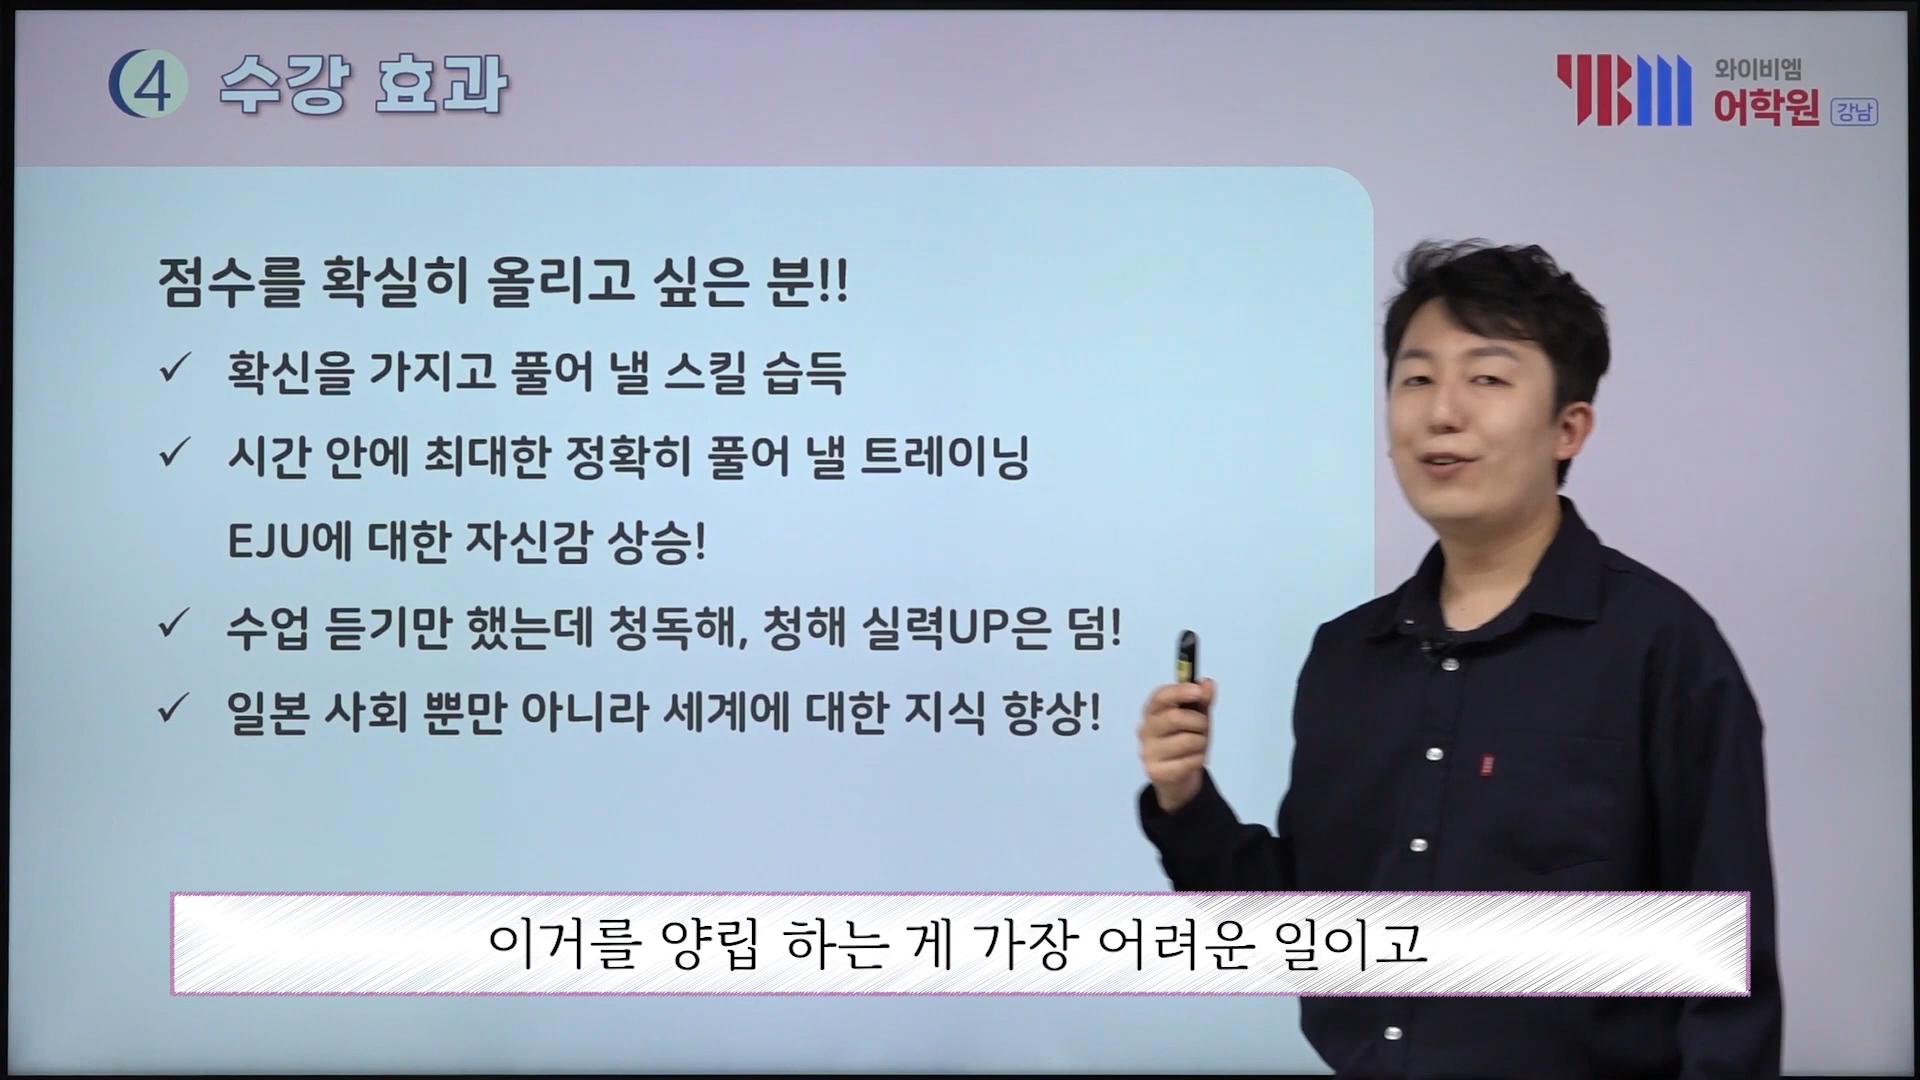 4 수강 효과
YBM 와이비엠
어학원 강남
점수를 확실히 올리고 싶은 분!!
✓ 확신을 가지고 풀어 낼 스킬 습득
✓ 시간 안에 최대한 정확히 풀어 낼 트레이닝
EJU에 대한 자신감 상승!
✓ 수업 듣기만 했는데 청독해, 청해 실력UP은 덤!
✓ 일본 사회 뿐만 아니라 세계에 대한 지식 향상!
이거를 양립 하는 게 가장 어려운 일이고